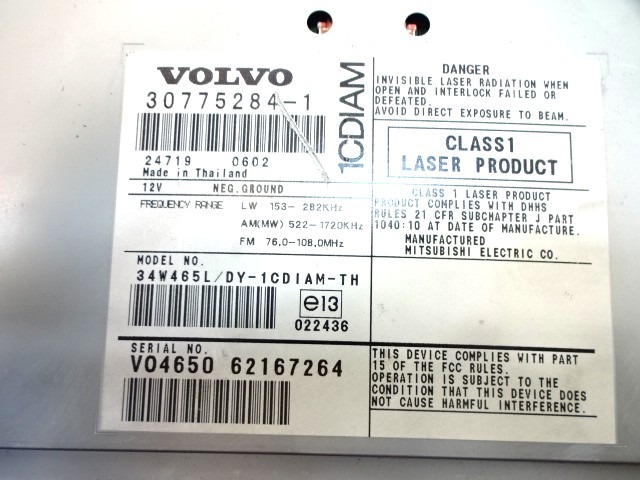 VOLVO
30775284-1
1CDIAM
24719 0602
Made in Thailand
12V NEG.GROUND
FREQUENCY RANGE LW 153- 282KHz
AM(MW) 522-1720KHz
FM 76.0-108.0MHz
MODEL NO.
34W465L/DY-1CDIAM-TH
e13
022436
SERIAL NO.
VO4650 62167264
DANGER
INVISIBLE LASER RADIATION WHEN
OPEN AND INTERLOCK FAILED OR
DEFEATED.
AVOID DIRECT EXPOSURE TO BEAM.
CLASS1
LASER PRODUCT
CLASS 1 LASER PRODUCT
PRODUCT COMPLIES WITH DHHS
RULES 21 CFR SUBCHAPTER J PART
1040:10 AT DATE OF MANUFACTURE.
MANUFACTURED
MITSUBISHI ELECTRIC CO.
THIS DEVICE COMPLIES WITH PART
15 OF THE FCC RULES.
OPERATION IS SUBJECT TO THE
CONDITION THAT THIS DEVICE DOES
NOT CAUSE HARMFUL INTERFERENCE.